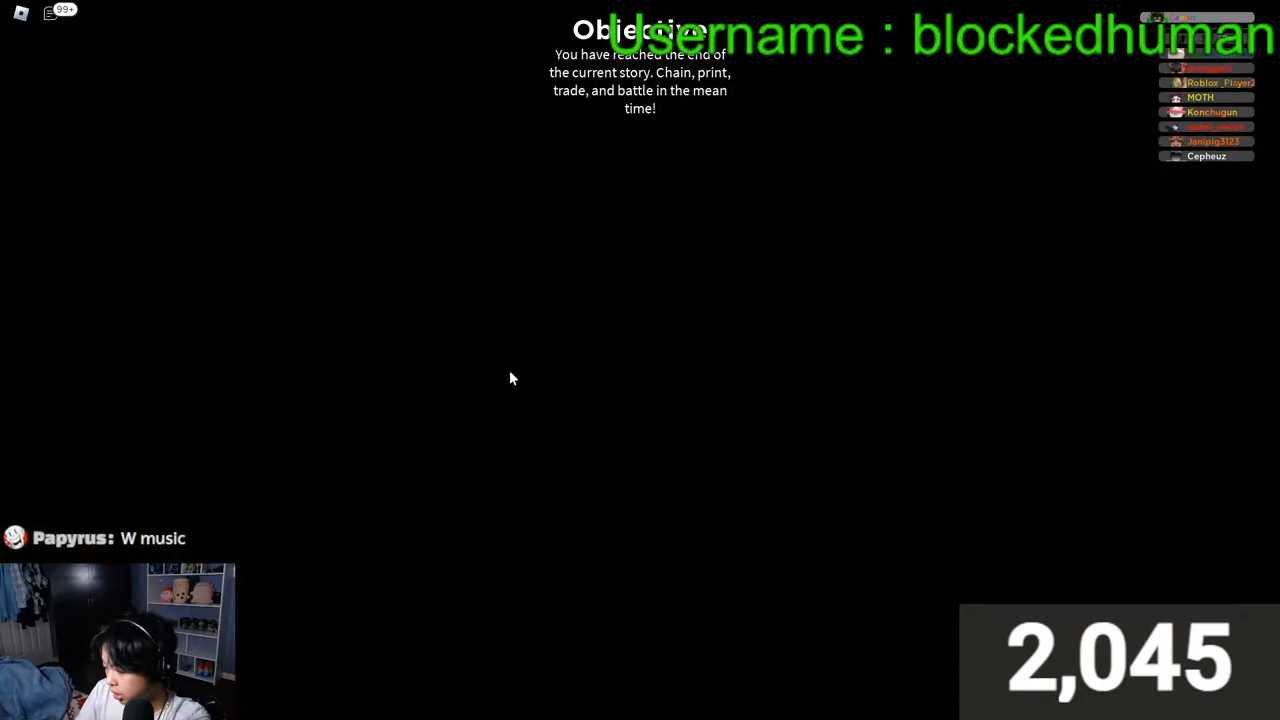 99+
Objective
Username : blockedhuman
You have reached the end of
the current story. Chain, print,
trade, and battle in the mean
time!
Roblox_Player2
MOTH
Konchugun
Janipig3123
Cepheuz
Papyrus: W music
2,045